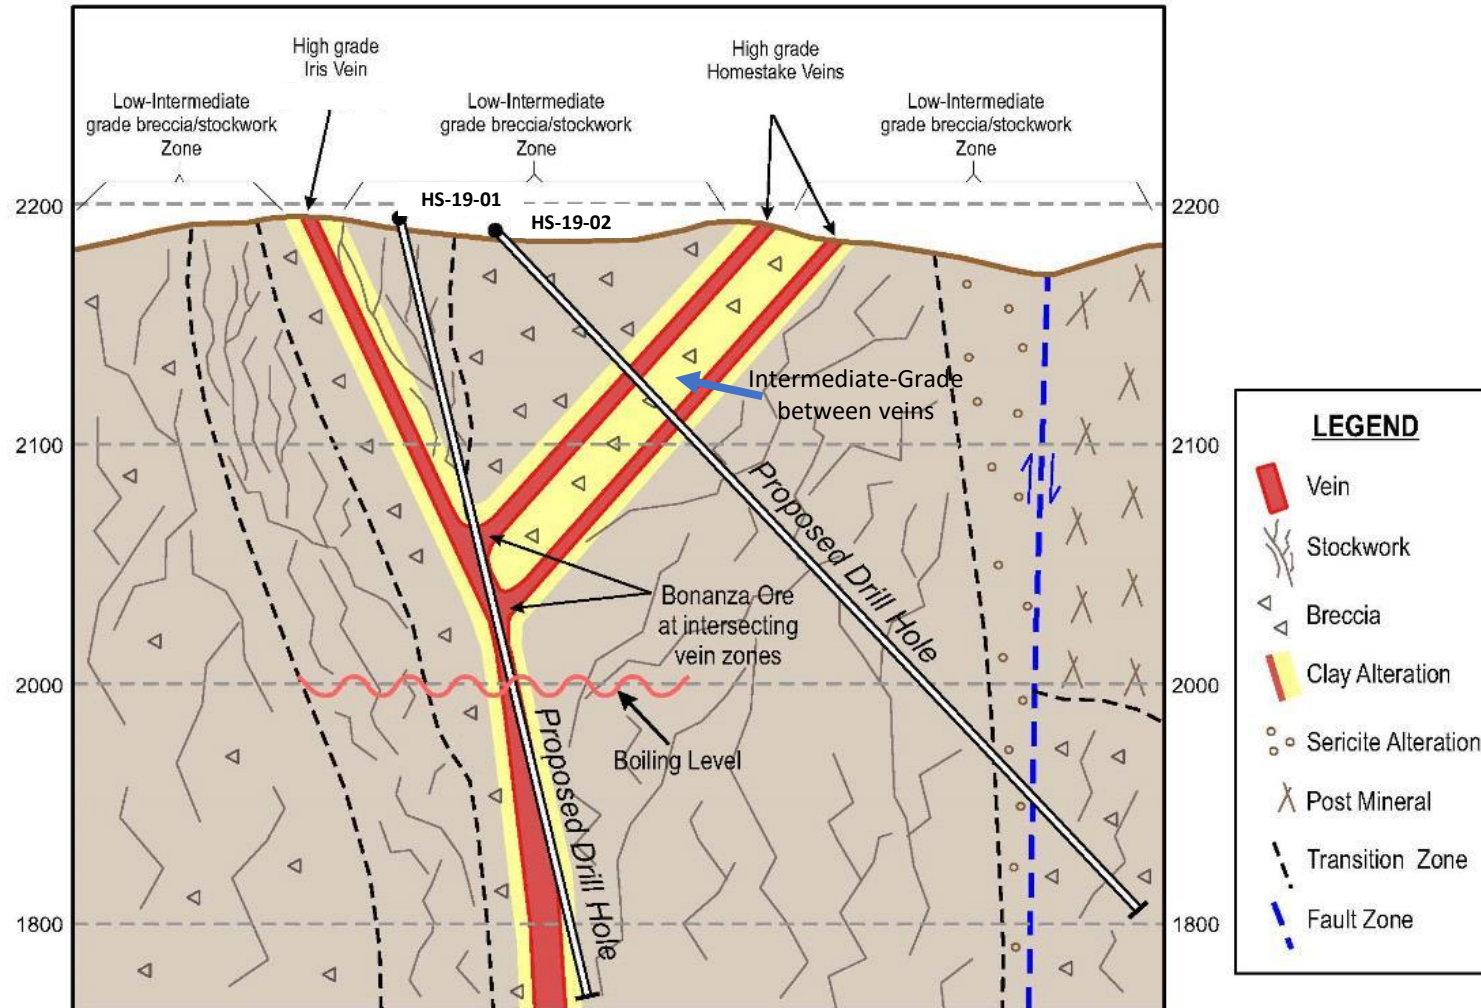 High grade
Iris Vein
High grade
Homestake Veins
Low-Intermediate
grade breccia/stockwork
Zone
Low-Intermediate
grade breccia/stockwork
Zone
Low-Intermediate
grade breccia/stockwork
Zone
HS-19-01
HS-19-02
2200
2200
Intermediate-Grade
between veins
2100
2100
Proposed Drill Hole
Bonanza Ore
at intersecting
vein zones
2000
2000
Boiling Level
Proposed Drill Hole
1800
1800
LEGEND
Vein
Stockwork
Breccia
Clay Alteration
Sericite Alteration
Post Mineral
Transition Zone
Fault Zone